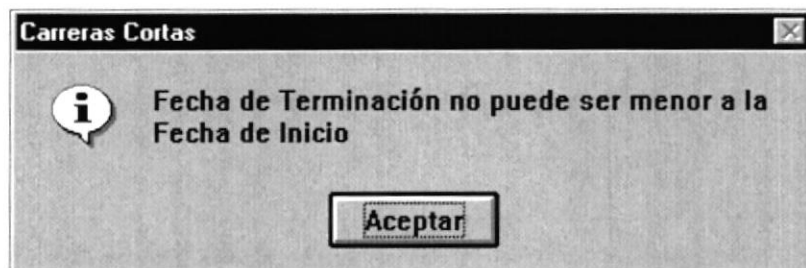 Carreras Cortas
Fecha de Terminación no puede ser menor a la
Fecha de Inicio
Aceptar